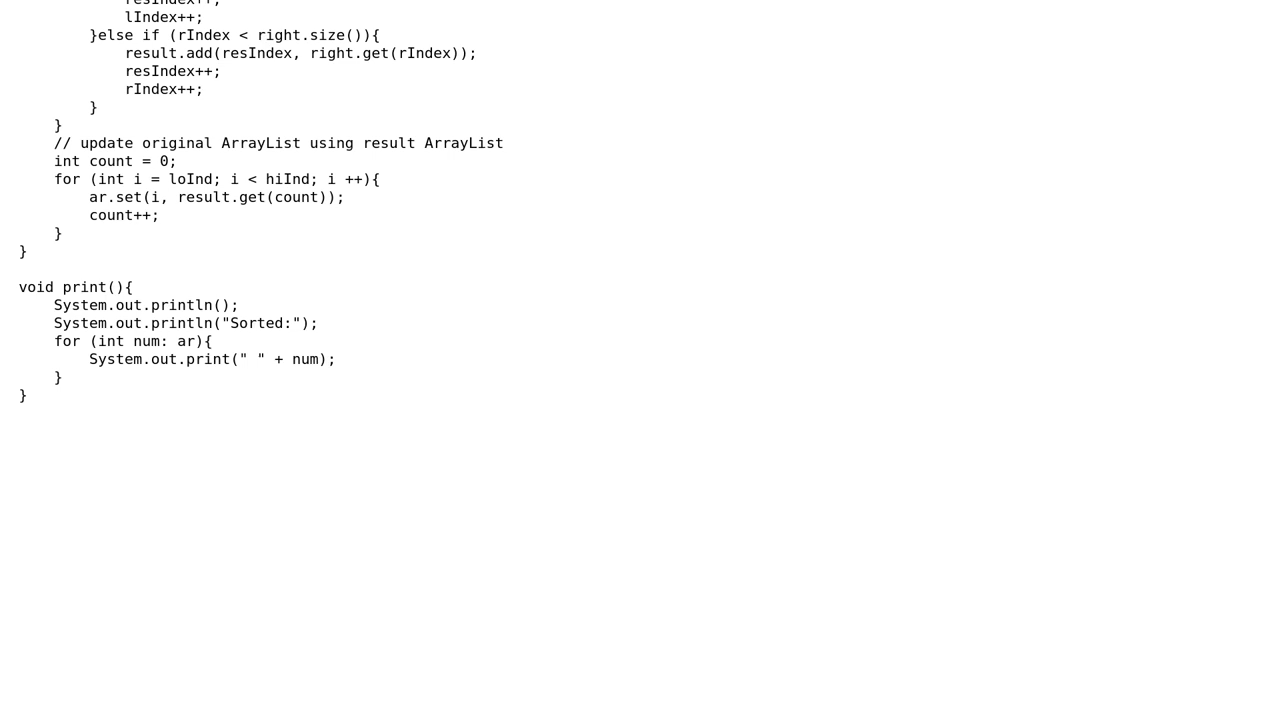 resIndex++;
lIndex++;
}else if (rIndex < right.size()){
result.add(resIndex, right.get(rIndex));
resIndex++;
rIndex++;
}
}
// update original ArrayList using result ArrayList
int count = 0;
for (int i = loInd; i < hiInd; i ++){
ar.set(i, result.get(count));
count++;
}
}
void print(){
System.out.println();
System.out.println("Sorted:");
for (int num: ar){
System.out.print(" " + num);
}
}